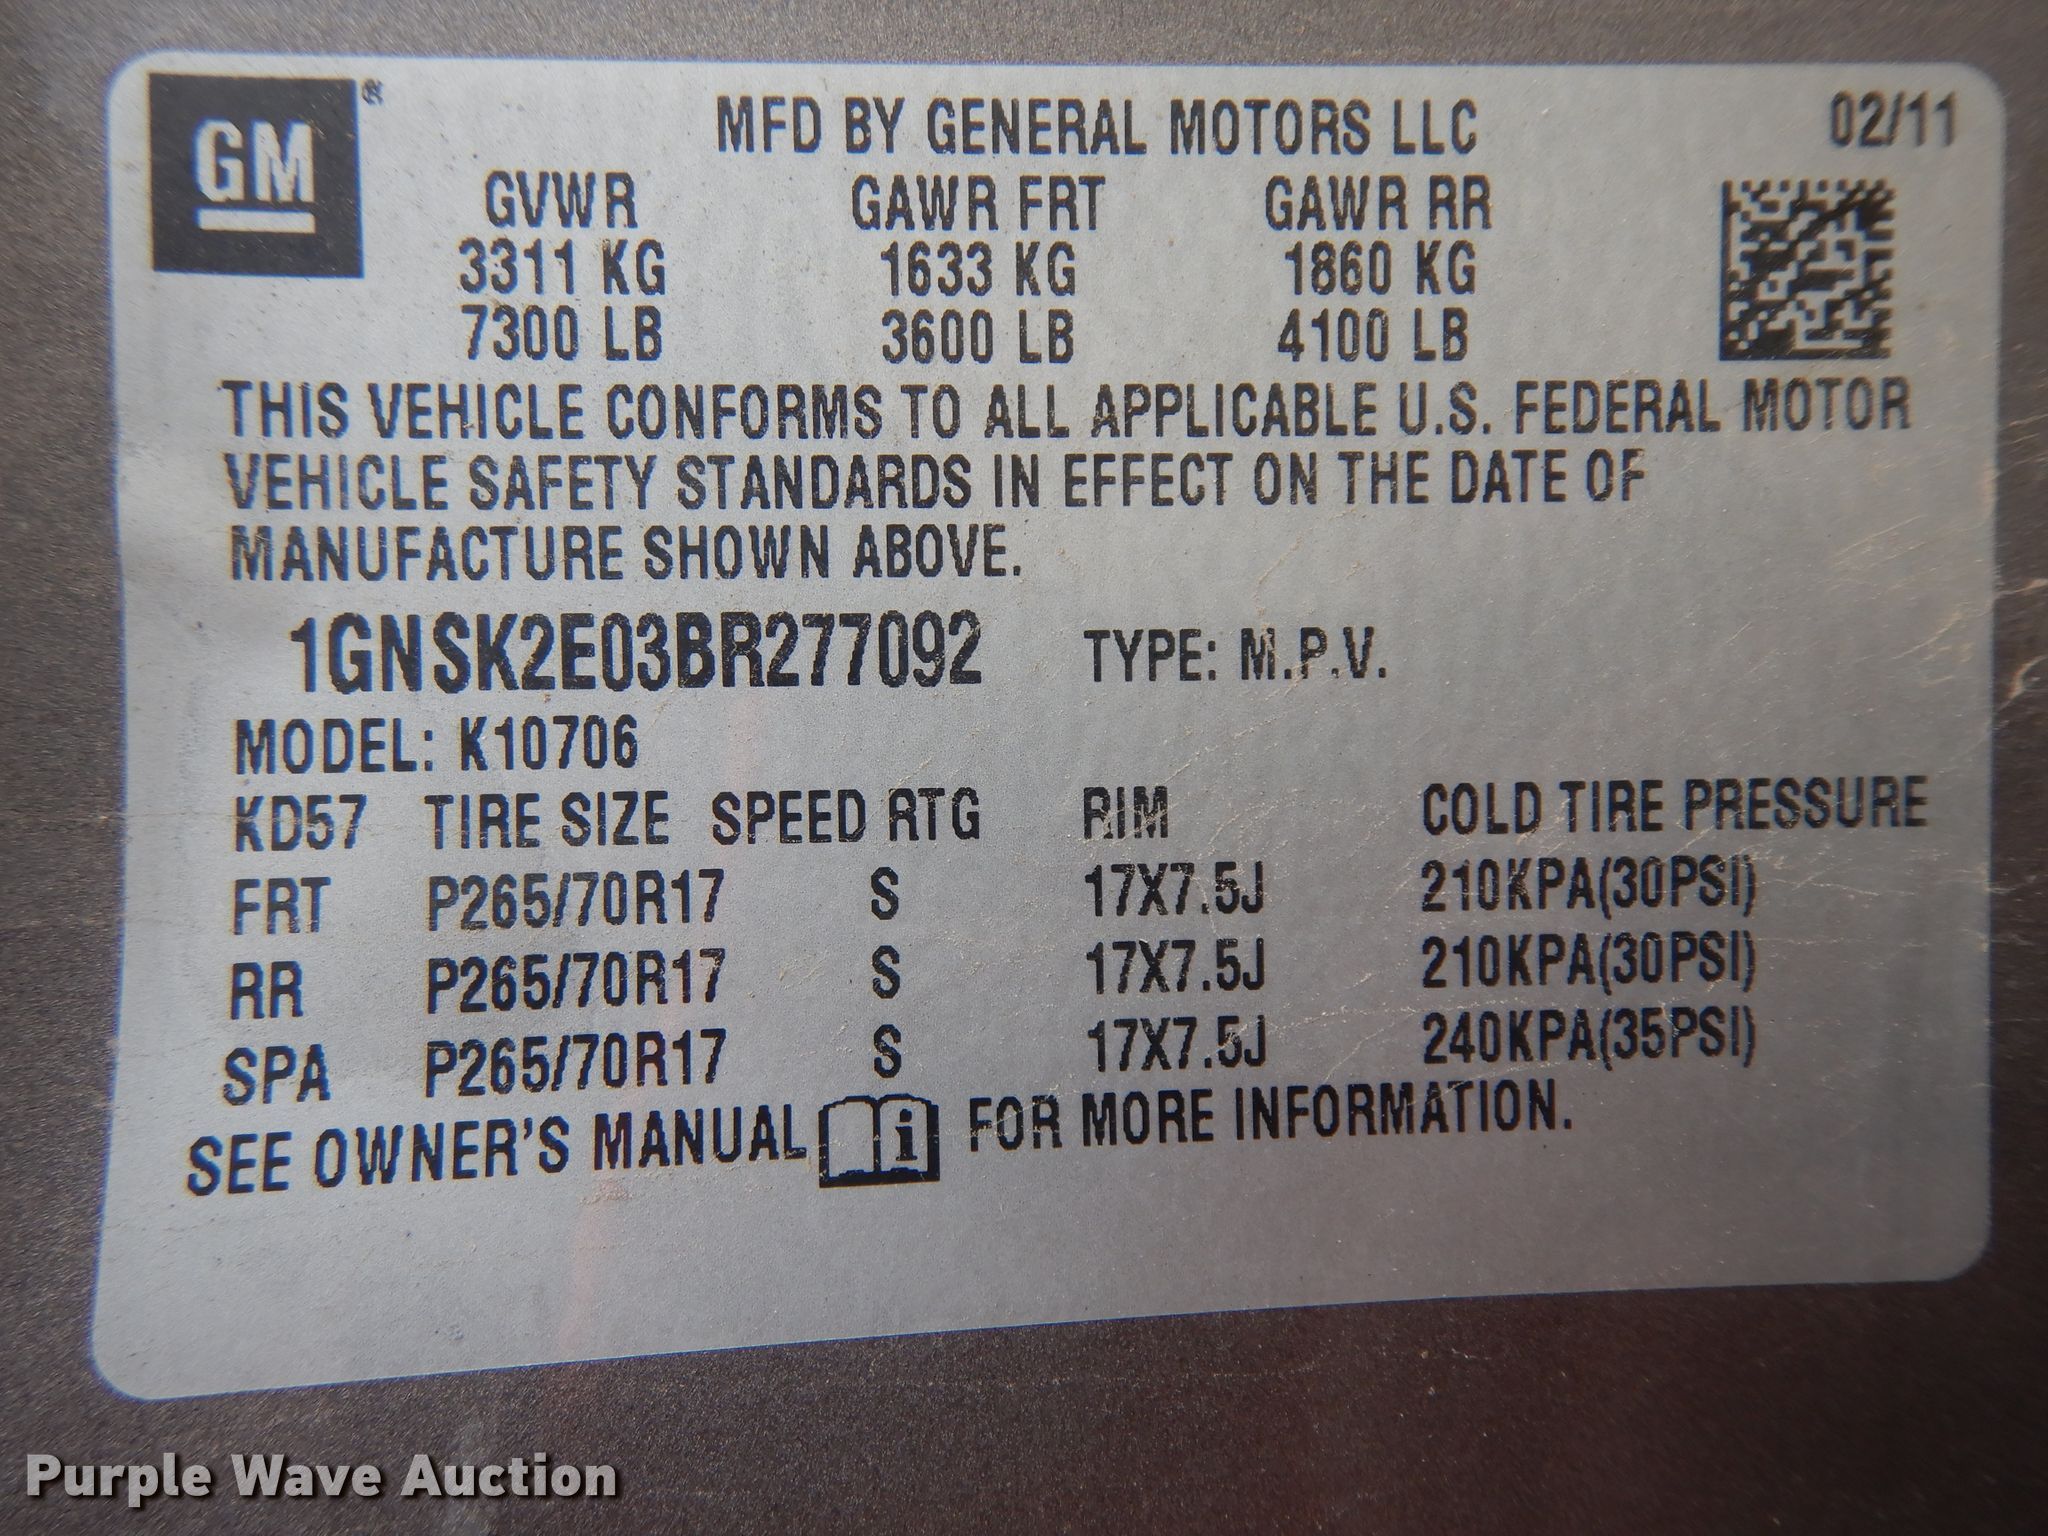 GM ®
MFD BY GENERAL MOTORS LLC 02/11
GVWR GAWR FRT GAWR RR
3311 KG 1633 KG 1860 KG
7300 LB 3600 LB 4100 LB
THIS VEHICLE CONFORMS TO ALL APPLICABLE U.S. FEDERAL MOTOR
VEHICLE SAFETY STANDARDS IN EFFECT ON THE DATE OF
MANUFACTURE SHOWN ABOVE.
1GNSK2E03BR277092 TYPE: M.P.V.
MODEL: K10706
KD57 TIRE SIZE SPEED RTG RIM COLD TIRE PRESSURE
FRT P265/70R17 S 17X7.5J 210KPA(30PSI)
RR P265/70R17 S 17X7.5J 210KPA(30PSI)
SPA P265/70R17 S 17X7.5J 240KPA(35PSI)
SEE OWNER'S MANUAL i FOR MORE INFORMATION.
Purple Wave Auction